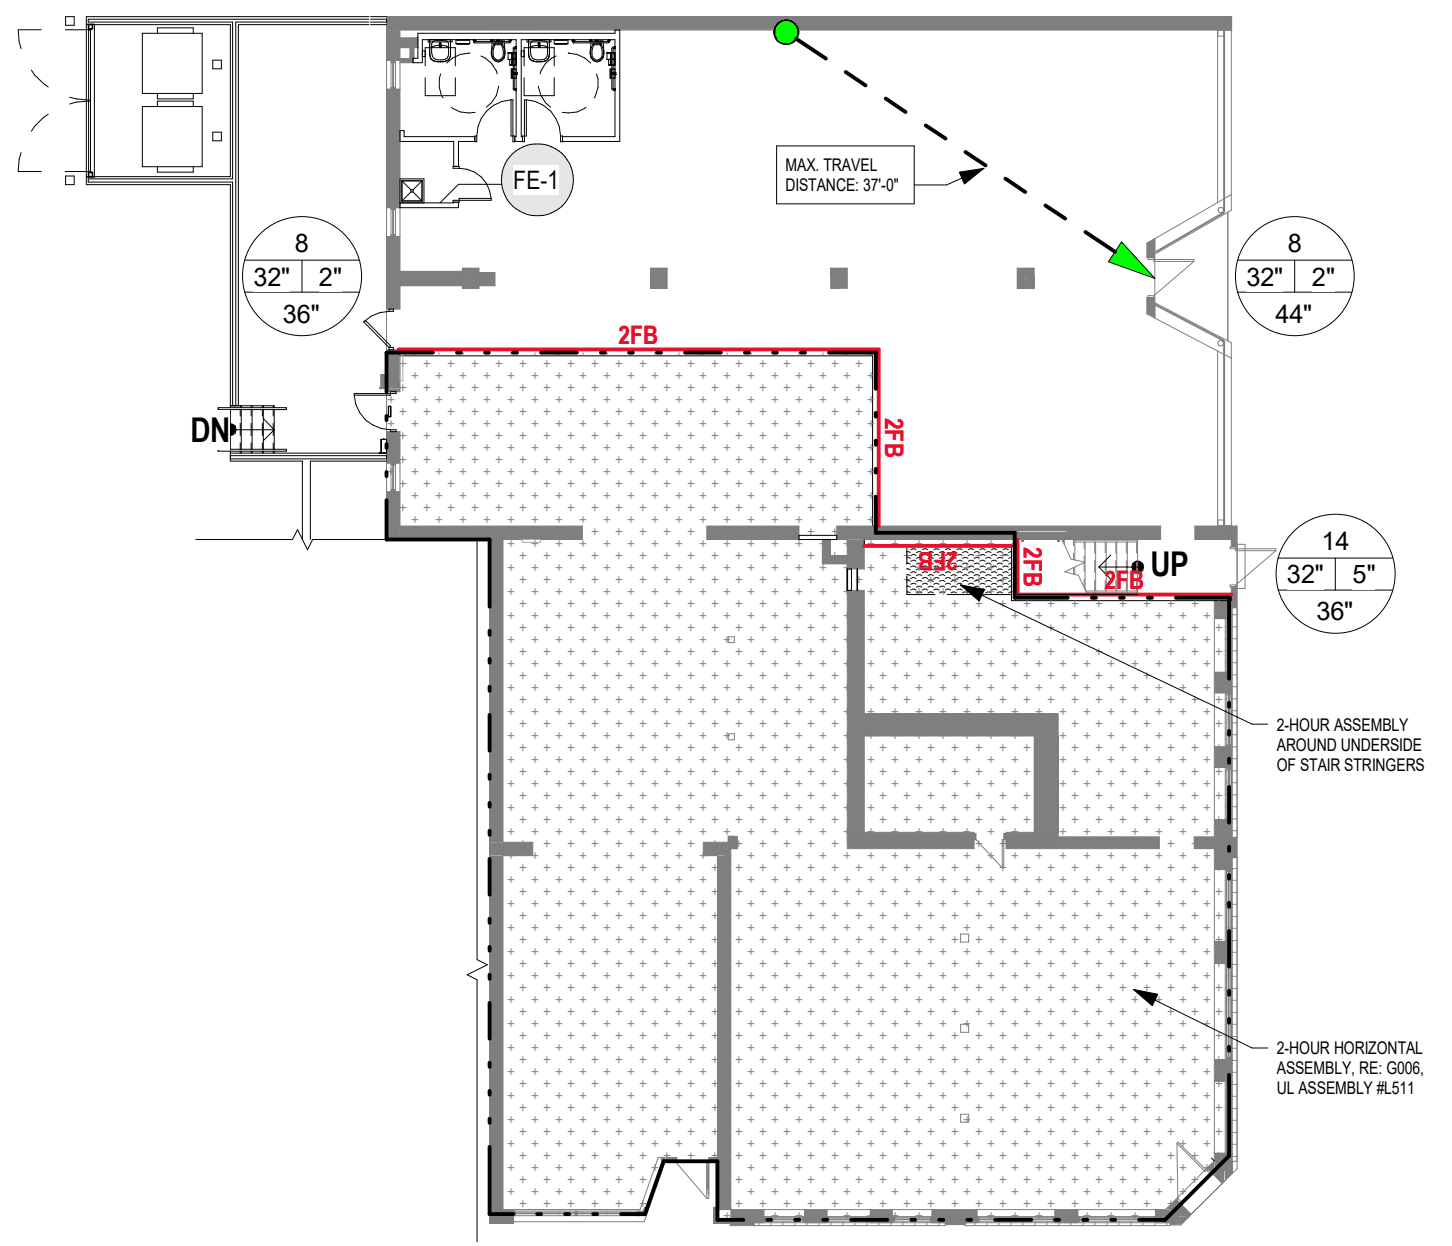 MAX. TRAVEL
DISTANCE: 37'-0"
FE-1
8
32" 2"
36"
8
32" 2"
44"
2FB
2FB
DN
2FB
2FB
UP
2FB
14
32" 5"
36"
2-HOUR ASSEMBLY
AROUND UNDERSIDE
OF STAIR STRINGERS
2-HOUR HORIZONTAL
ASSEMBLY, RE: G006,
UL ASSEMBLY #L511